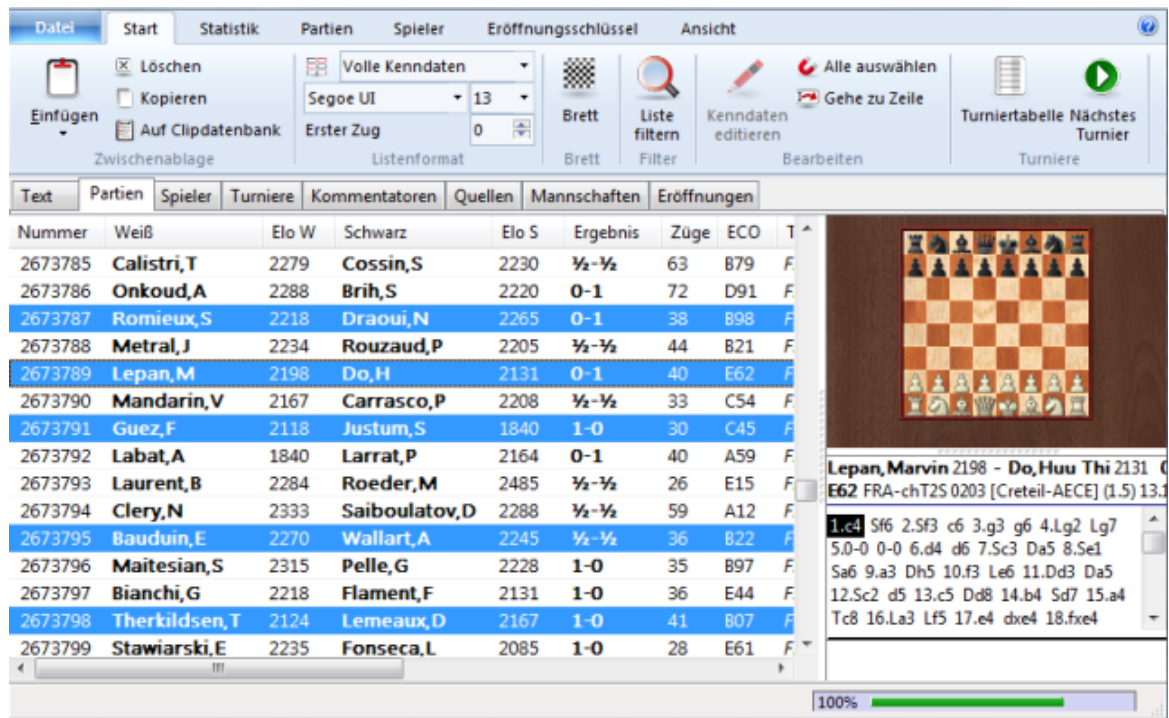 Datei Start Statistik Partien Spieler Eröffnungsschlüssel Ansicht
Einfügen
Löschen
Kopieren
Auf Clipdatenbank
Zwischenablage
Volle Kenndaten
Segoe UI 13
Erster Zug 0
Listenformat
Brett
Brett
Liste
filtern
Filter
Kenndaten
editieren
Alle auswählen
Gehe zu Zeile
Bearbeiten
Turniertabelle
Nächstes
Turnier
Turniere
Text Partien Spieler Turniere Kommentatoren Quellen Mannschaften Eröffnungen
Nummer Weiß Elo W Schwarz Elo S Ergebnis Züge ECO T
2673785 Calistri,T 2279 Cossin,S 2230 ½-½ 63 B79 F
2673786 Onkoud,A 2288 Brih,S 2220 0-1 72 D91 F
2673787 Romieux,S 2218 Draoui,N 2265 0-1 38 B98 F
2673788 Metral,J 2234 Rouzaud,P 2205 ½-½ 44 B21 F
2673789 Lepan,M 2198 Do,H 2131 0-1 40 E62 F
2673790 Mandarin,V 2167 Carrasco,P 2208 ½-½ 33 C54 F
2673791 Guez,F 2118 Justum,S 1840 1-0 30 C45 F
2673792 Labat,A 1840 Larrat,P 2164 0-1 40 A59 F
2673793 Laurent,B 2284 Roeder,M 2485 ½-½ 26 E15 F
2673794 Clery,N 2333 Saiboulatov,D 2288 ½-½ 59 A12 F
2673795 Bauduin,E 2270 Wallart,A 2245 ½-½ 36 B22 F
2673796 Maitesian,S 2315 Pelle,G 2228 1-0 35 B97 F
2673797 Bianchi,G 2218 Flament,F 2131 1-0 36 E44 F
2673798 Therkildsen,T 2124 Lemeaux,D 2167 1-0 41 B07 F
2673799 Stawiarski,E 2235 Fonseca,L 2085 1-0 28 E61 F
Lepan,Marvin 2198 - Do,Huu Thi 2131 0
E62 FRA-chT2S 0203 [Creteil-AECE] (1.5) 13.1
1.c4 Sf6 2.Sf3 c6 3.g3 g6 4.Lg2 Lg7
5.0-0 0-0 6.d4 d6 7.Sc3 Da5 8.Se1
Sa6 9.a3 Dh5 10.f3 Le6 11.Dd3 Da5
12.Sc2 d5 13.c5 Dd8 14.b4 Sd7 15.a4
Tc8 16.La3 Lf5 17.e4 dxe4 18.fxe4
100%